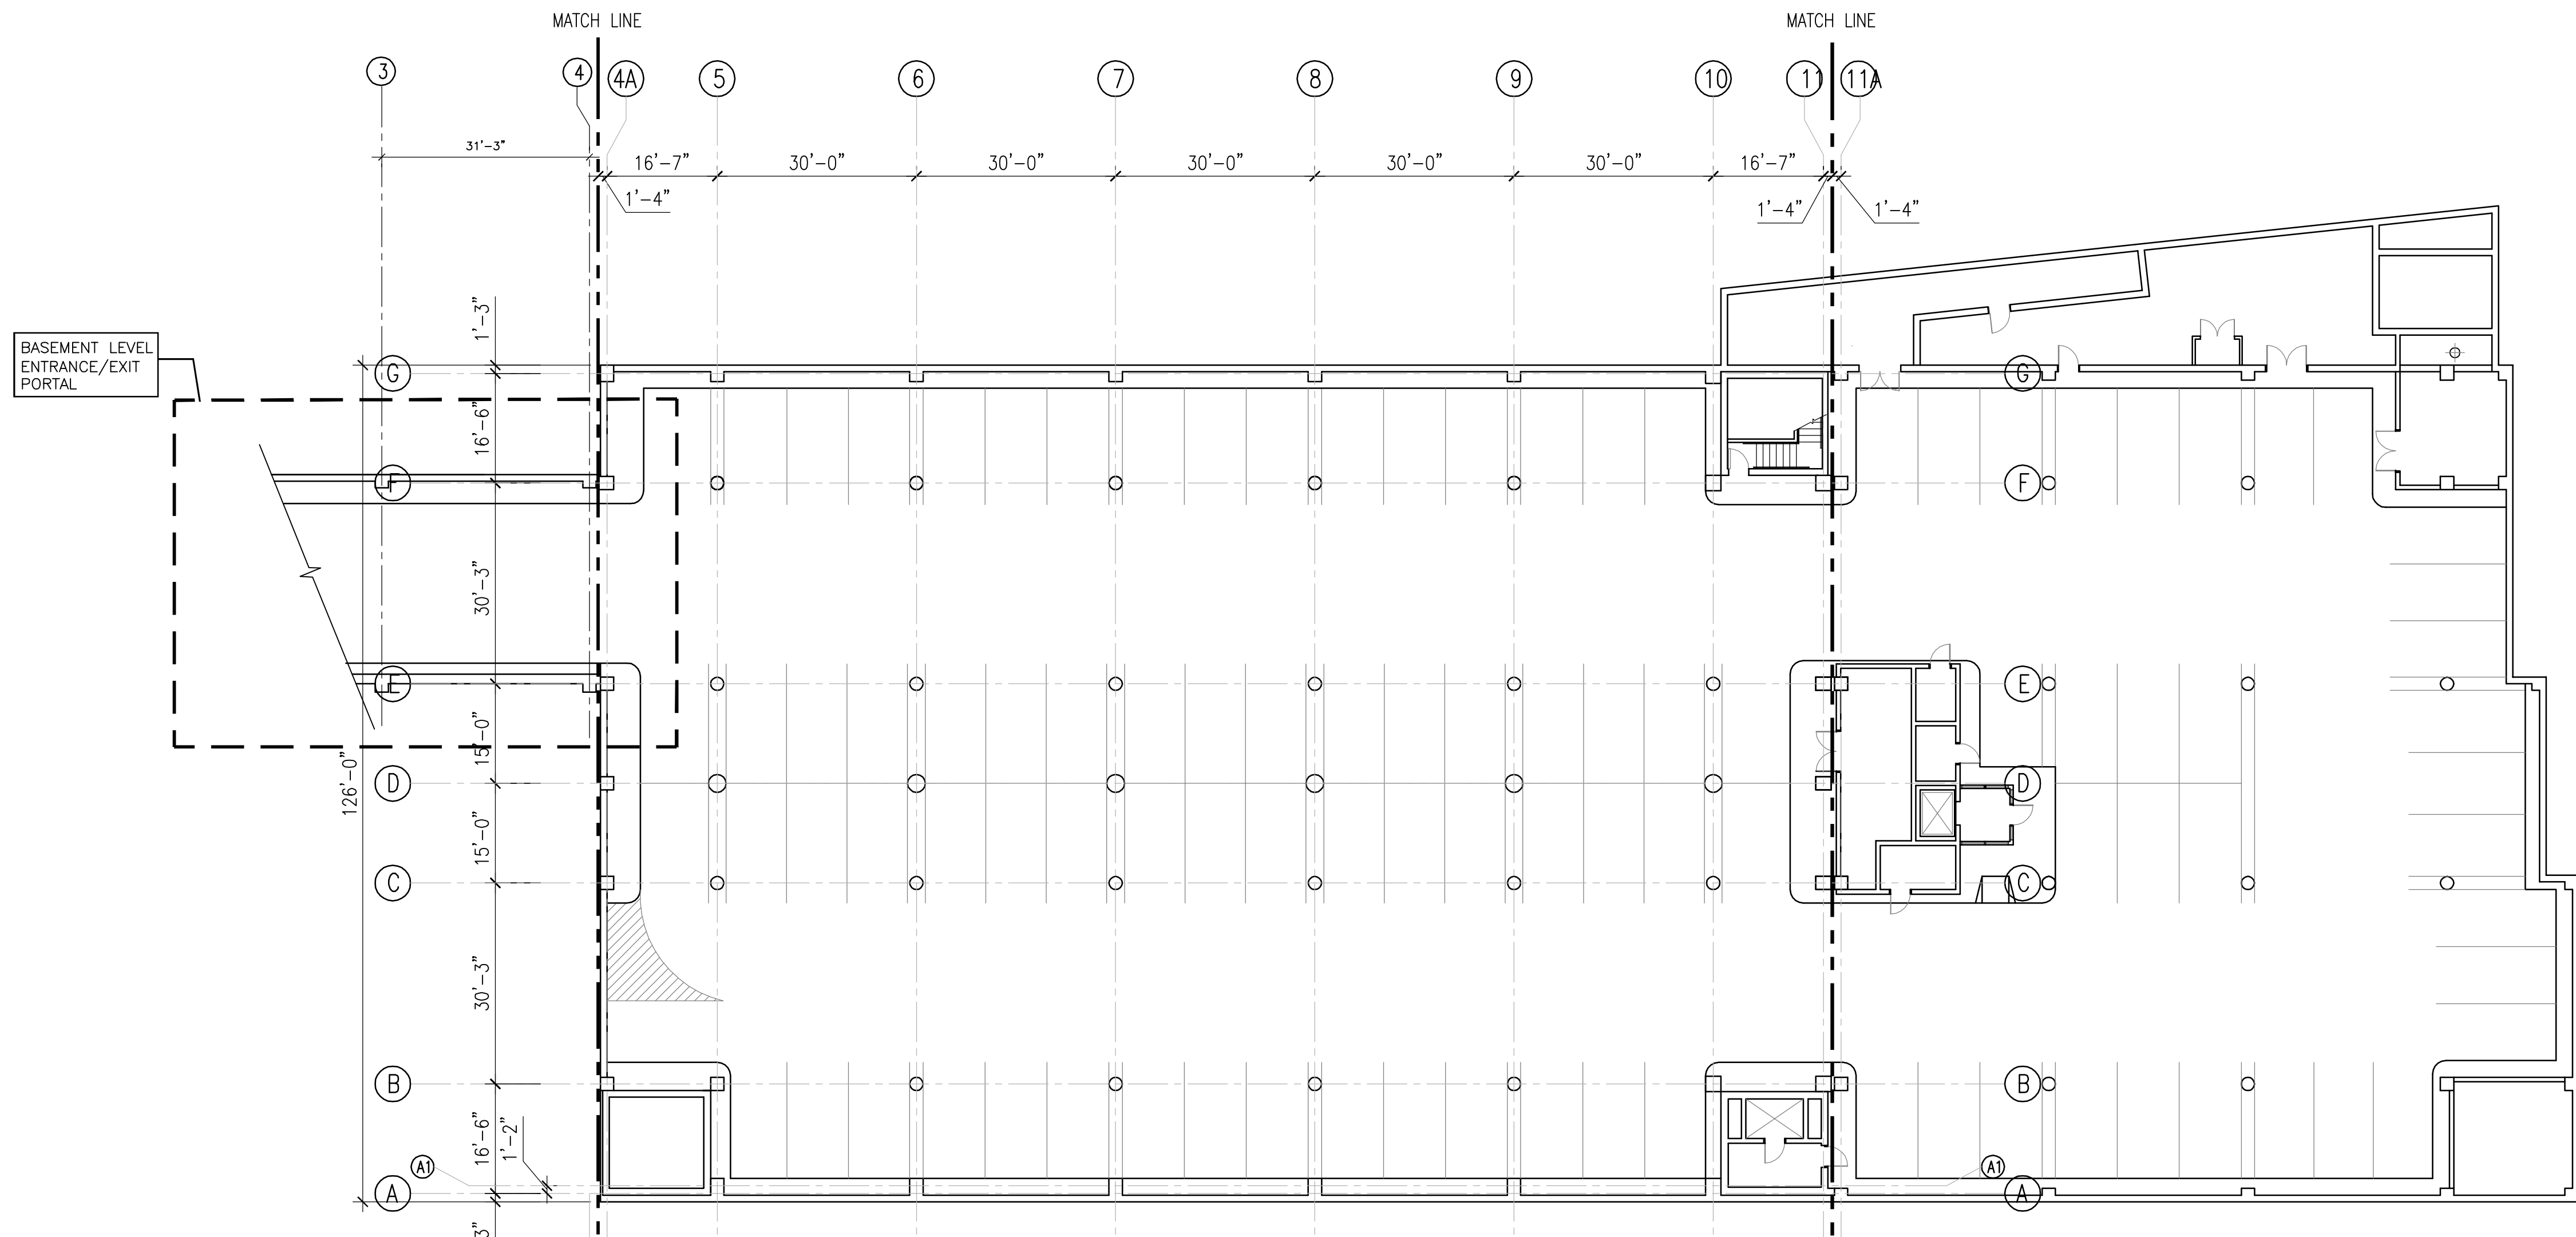 MATCH LINE
MATCH LINE
3
4
4A
5
6
7
8
9
10
11
11A
31'-3"
16'-7"
30'-0"
30'-0"
30'-0"
30'-0"
30'-0"
16'-7"
1'-4"
1'-4"
1'-4"
1'-3"
BASEMENT LEVEL
ENTRANCE/EXIT
PORTAL
G
G
16'-6"
F
F
30'-3"
E
E
15'-0"
126'-0"
D
D
15'-0"
C
C
30'-3"
B
B
16'-6"
1'-2"
A1
A1
A
A
3"